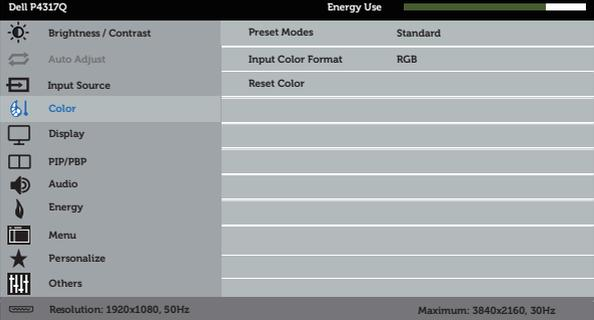 Dell P4317Q Energy Use
Brightness / Contrast Preset Modes Standard
Auto Adjust Input Color Format RGB
Input Source Reset Color
Color
Display
PIP/PBP
Audio
Energy
Menu
Personalize
Others
Resolution: 1920x1080, 50Hz Maximum: 3840x2160, 30Hz